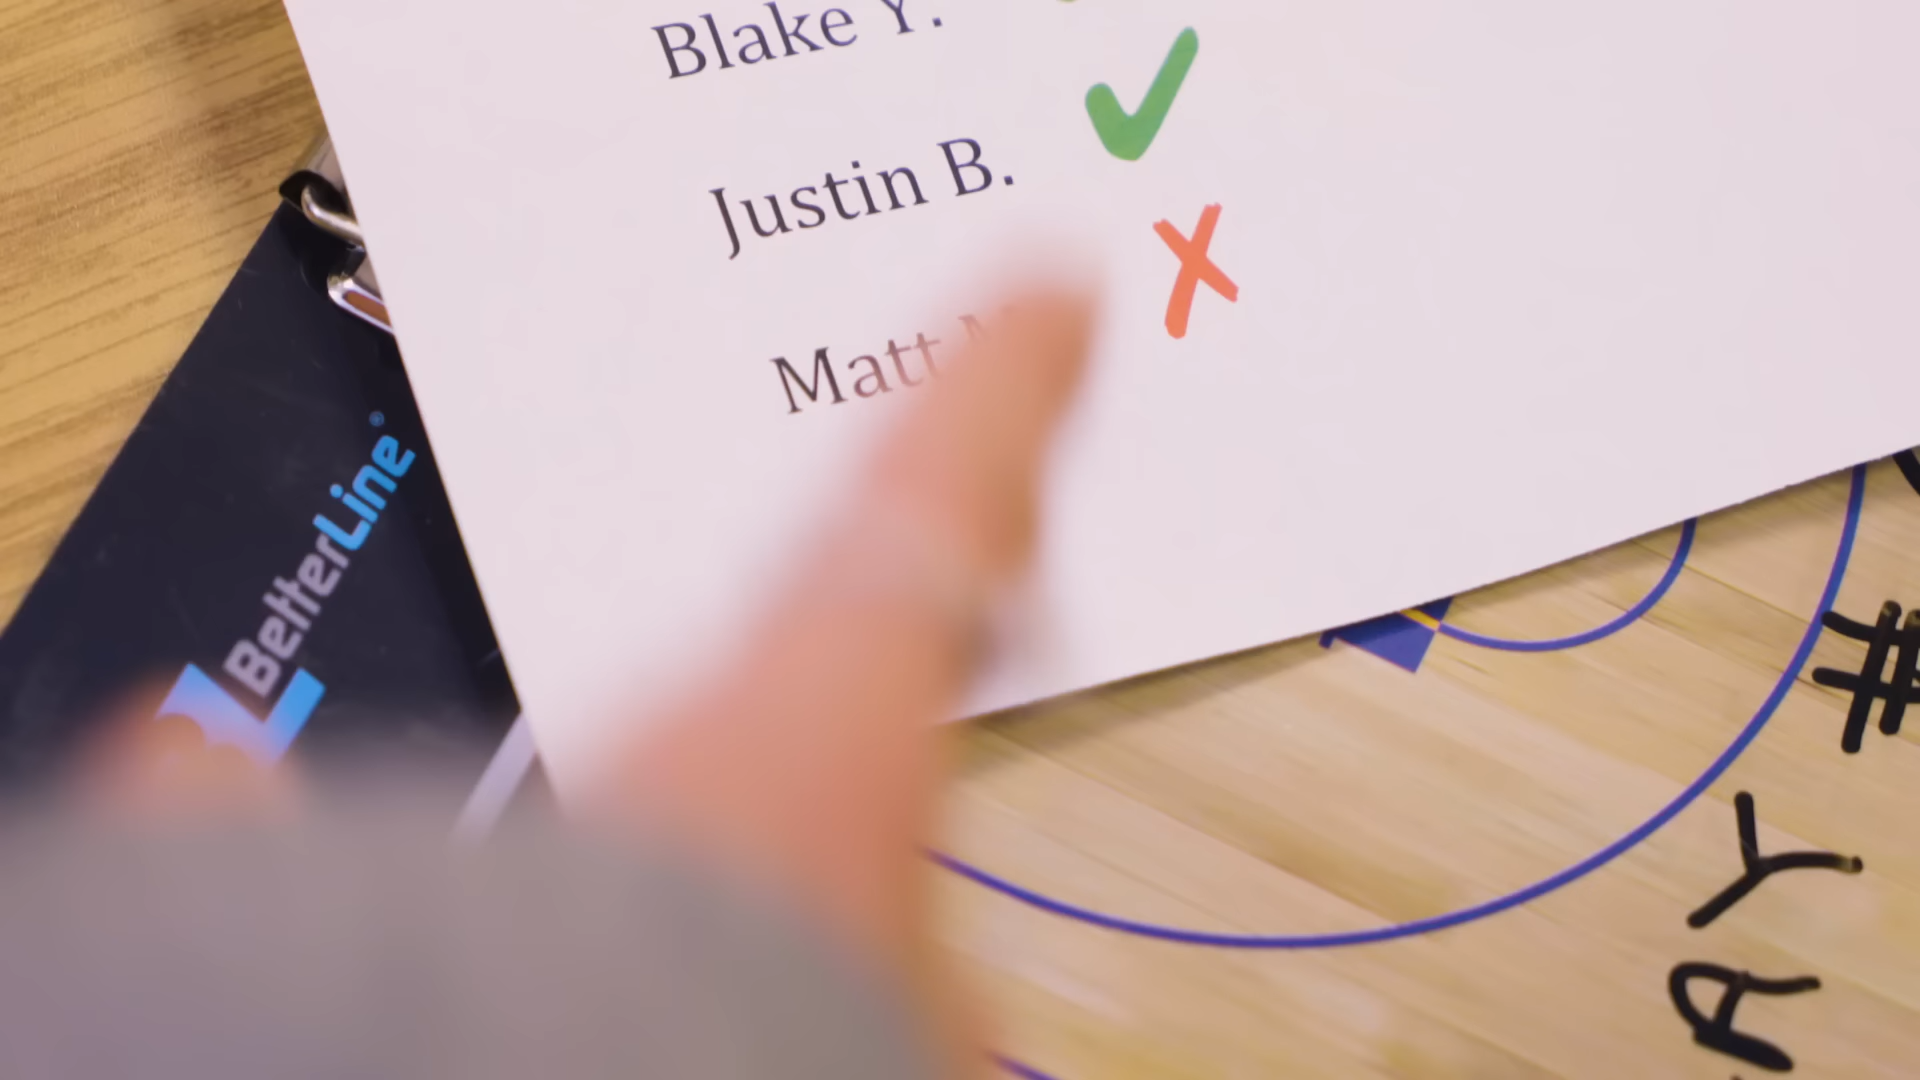 Blake Y.
Justin B.
Matt
BetterLine
#
Y
A